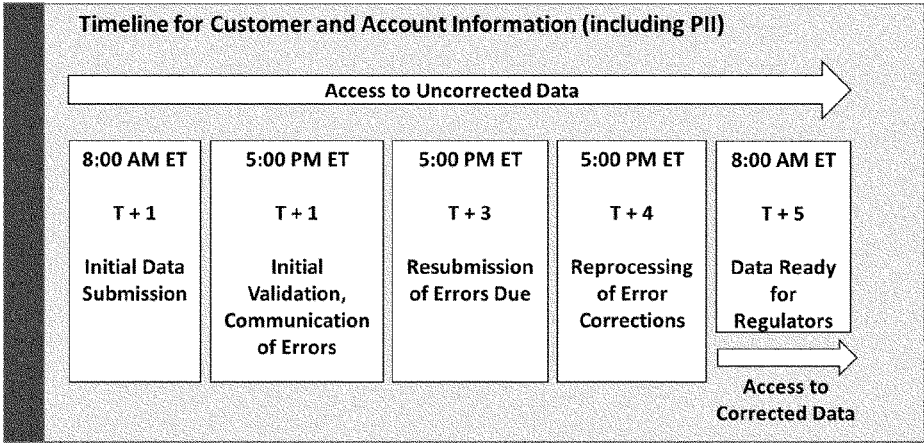 Timeline for Customer and Account Information (including PII)
Access to Uncorrected Data
8:00 AM ET
T + 1
Initial Data
Submission
5:00 PM ET
T + 1
Initial
Validation,
Communication
of Errors
5:00 PM ET
T + 3
Resubmission
of Errors Due
5:00 PM ET
T + 4
Reprocessing
of Error
Corrections
8:00 AM ET
T + 5
Data Ready
for
Regulators
Access to
Corrected Data